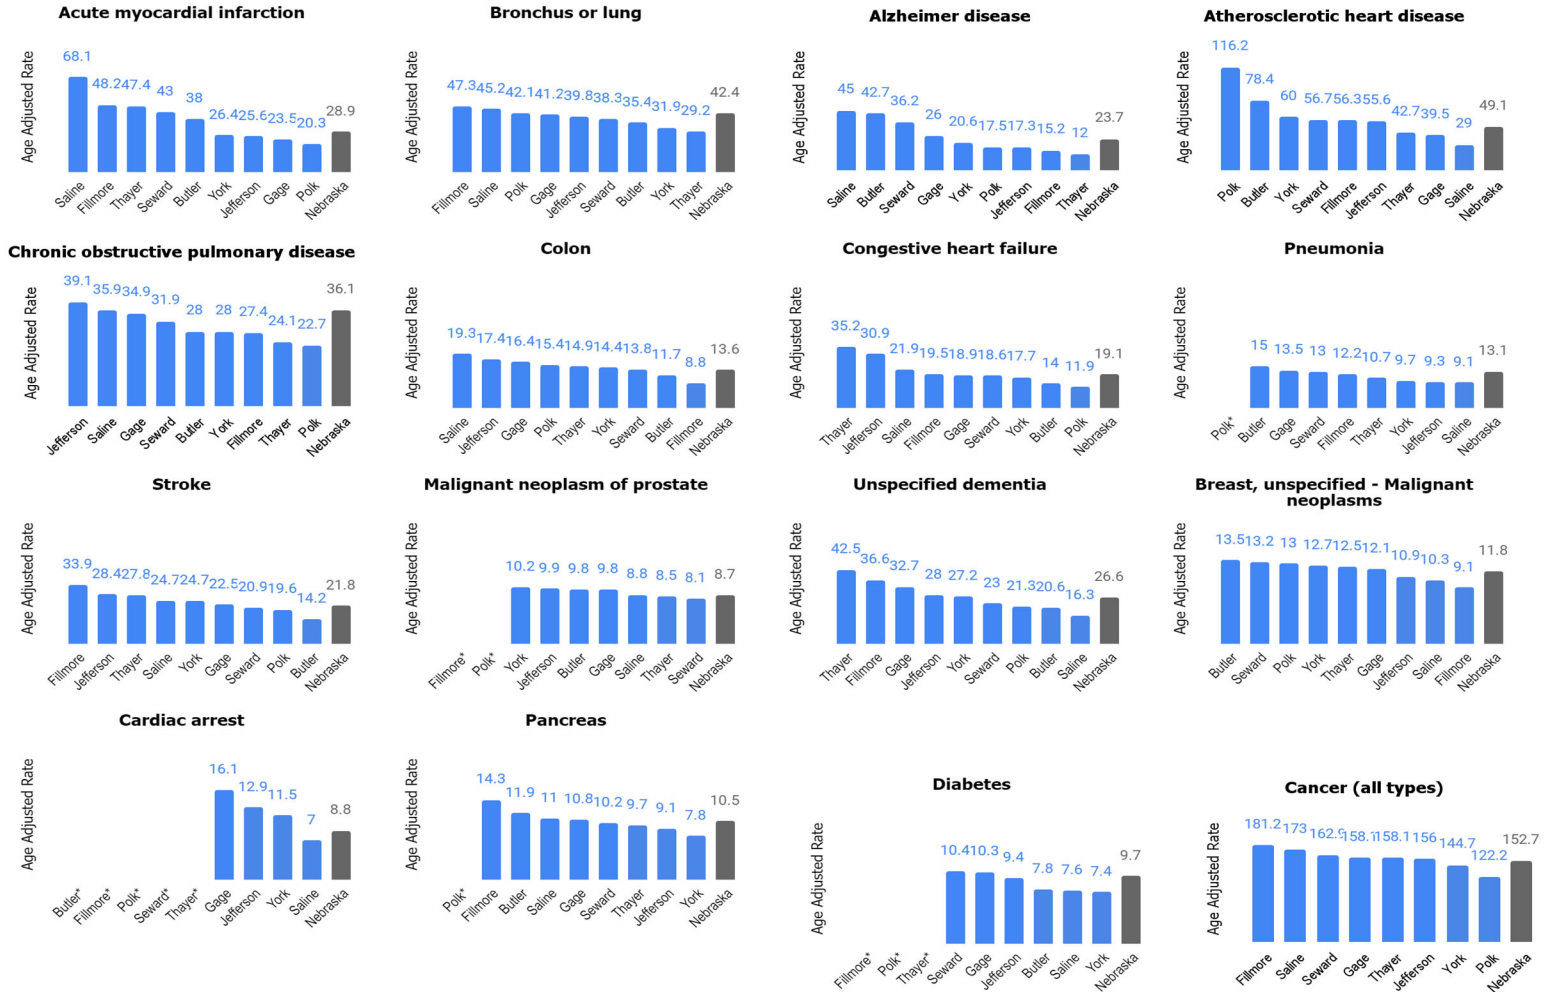 Acute myocardial infarction
Age Adjusted Rate
68.1 48.2 47.4 43 38 26.4 25.6 23.5 20.3 28.9
Saline Fillmore Thayer Seward Butler York Jefferson Gage Polk Nebraska
Bronchus or lung
Age Adjusted Rate
47.3 45.2 42.1 41.2 39.8 38.3 35.4 31.9 29.2 42.4
Fillmore Saline Polk Gage Jefferson Seward Butler York Thayer Nebraska
Alzheimer disease
Age Adjusted Rate
45 42.7 36.2 26 20.6 17.5 17.3 15.2 12 23.7
Saline Butler Seward Gage York Polk Jefferson Fillmore Thayer Nebraska
Atherosclerotic heart disease
Age Adjusted Rate
116.2 78.4 60 56.7 56.3 55.6 42.7 39.5 29 49.1
Polk Butler York Seward Fillmore Jefferson Thayer Gage Saline Nebraska
Chronic obstructive pulmonary disease
Age Adjusted Rate
39.1 35.9 34.9 31.9 28 28 27.4 24.1 22.7 36.1
Jefferson Saline Gage Seward Butler York Fillmore Thayer Polk Nebraska
Colon
Age Adjusted Rate
19.3 17.4 16.4 15.4 14.9 14.4 13.8 11.7 8.8 13.6
Saline Jefferson Gage Polk Thayer York Seward Butler Fillmore Nebraska
Congestive heart failure
Age Adjusted Rate
35.2 30.9 21.9 19.5 18.9 18.6 17.7 14 11.9 19.1
Thayer Jefferson Saline Fillmore Gage Seward York Butler Polk Nebraska
Pneumonia
Age Adjusted Rate
15 13.5 13 12.2 10.7 9.7 9.3 9.1 13.1
Polk* Butler Gage Seward Fillmore Thayer York Jefferson Saline Nebraska
Stroke
Age Adjusted Rate
33.9 28.4 27.8 24.7 24.7 22.5 20.9 19.6 14.2 21.8
Fillmore Jefferson Thayer Saline York Gage Seward Polk Butler Nebraska
Malignant neoplasm of prostate
Age Adjusted Rate
10.2 9.9 9.8 9.8 8.8 8.5 8.1 8.7
Fillmore* Polk* York Jefferson Butler Gage Saline Thayer Seward Nebraska
Unspecified dementia
Age Adjusted Rate
42.5 36.6 32.7 28 27.2 23 21.3 20.6 16.3 26.6
Thayer Fillmore Gage Jefferson York Seward Polk Butler Saline Nebraska
Breast, unspecified - Malignant
neoplasms
Age Adjusted Rate
13.5 13.2 13 12.7 12.5 12.1 10.9 10.3 9.1 11.8
Butler Seward Polk York Thayer Gage Jefferson Saline Fillmore Nebraska
Cardiac arrest
Age Adjusted Rate
16.1 12.9 11.5 7 8.8
Butler* Fillmore* Polk* Seward* Thayer* Gage Jefferson York Saline Nebraska
Pancreas
Age Adjusted Rate
14.3 11.9 11 10.8 10.2 9.7 9.1 7.8 10.5
Polk* Fillmore Butler Saline Gage Seward Thayer Jefferson York Nebraska
Diabetes
Age Adjusted Rate
10.4 10.3 9.4 7.8 7.6 7.4 9.7
Fillmore* Polk* Thayer* Seward Gage Jefferson Butler Saline York Nebraska
Cancer (all types)
Age Adjusted Rate
181.2 173 162.9 158.1 158.1 156 144.7 122.2 152.7
Fillmore Saline Seward Gage Thayer Jefferson York Polk Nebraska